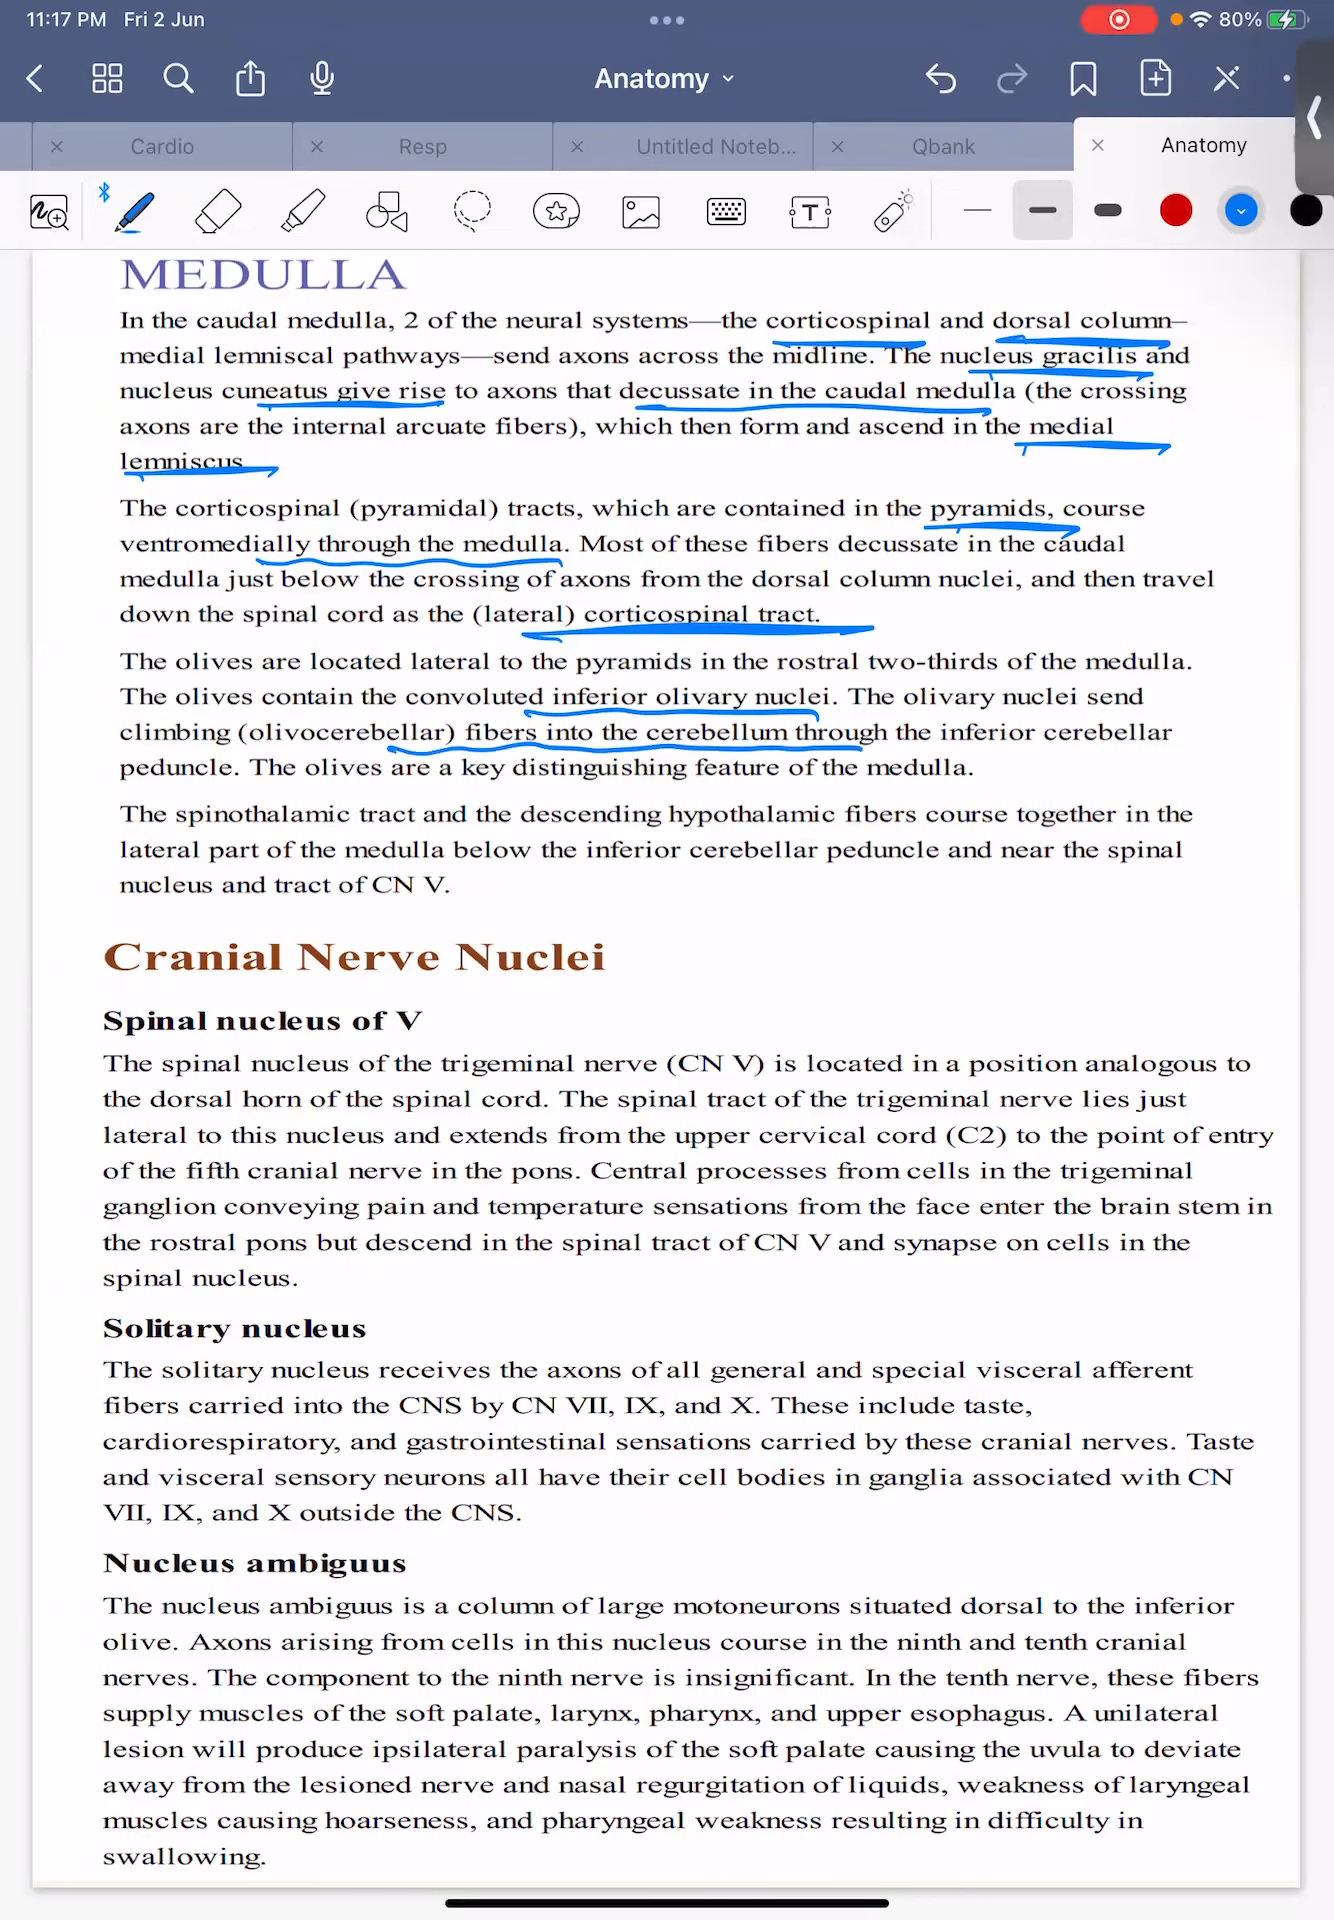 11:17 PM Fri 2 Jun
80%
Anatomy
Cardio
Resp
Untitled Noteb...
Qbank
Anatomy
MEDULLA
In the caudal medulla, 2 of the neural systems—the corticospinal and dorsal column–
medial lemniscal pathways—send axons across the midline. The nucleus gracilis and
nucleus cuneatus give rise to axons that decussate in the caudal medulla (the crossing
axons are the internal arcuate fibers), which then form and ascend in the medial
lemniscus
The corticospinal (pyramidal) tracts, which are contained in the pyramids, course
ventromedially through the medulla. Most of these fibers decussate in the caudal
medulla just below the crossing of axons from the dorsal column nuclei, and then travel
down the spinal cord as the (lateral) corticospinal tract.
The olives are located lateral to the pyramids in the rostral two-thirds of the medulla.
The olives contain the convoluted inferior olivary nuclei. The olivary nuclei send
climbing (olivocerebellar) fibers into the cerebellum through the inferior cerebellar
peduncle. The olives are a key distinguishing feature of the medulla.
The spinothalamic tract and the descending hypothalamic fibers course together in the
lateral part of the medulla below the inferior cerebellar peduncle and near the spinal
nucleus and tract of CN V.
Cranial Nerve Nuclei
Spinal nucleus of V
The spinal nucleus of the trigeminal nerve (CN V) is located in a position analogous to
the dorsal horn of the spinal cord. The spinal tract of the trigeminal nerve lies just
lateral to this nucleus and extends from the upper cervical cord (C2) to the point of entry
of the fifth cranial nerve in the pons. Central processes from cells in the trigeminal
ganglion conveying pain and temperature sensations from the face enter the brain stem in
the rostral pons but descend in the spinal tract of CN V and synapse on cells in the
spinal nucleus.
Solitary nucleus
The solitary nucleus receives the axons of all general and special visceral afferent
fibers carried into the CNS by CN VII, IX, and X. These include taste,
cardiorespiratory, and gastrointestinal sensations carried by these cranial nerves. Taste
and visceral sensory neurons all have their cell bodies in ganglia associated with CN
VII, IX, and X outside the CNS.
Nucleus ambiguus
The nucleus ambiguus is a column of large motoneurons situated dorsal to the inferior
olive. Axons arising from cells in this nucleus course in the ninth and tenth cranial
nerves. The component to the ninth nerve is insignificant. In the tenth nerve, these fibers
supply muscles of the soft palate, larynx, pharynx, and upper esophagus. A unilateral
lesion will produce ipsilateral paralysis of the soft palate causing the uvula to deviate
away from the lesioned nerve and nasal regurgitation of liquids, weakness of laryngeal
muscles causing hoarseness, and pharyngeal weakness resulting in difficulty in
swallowing.